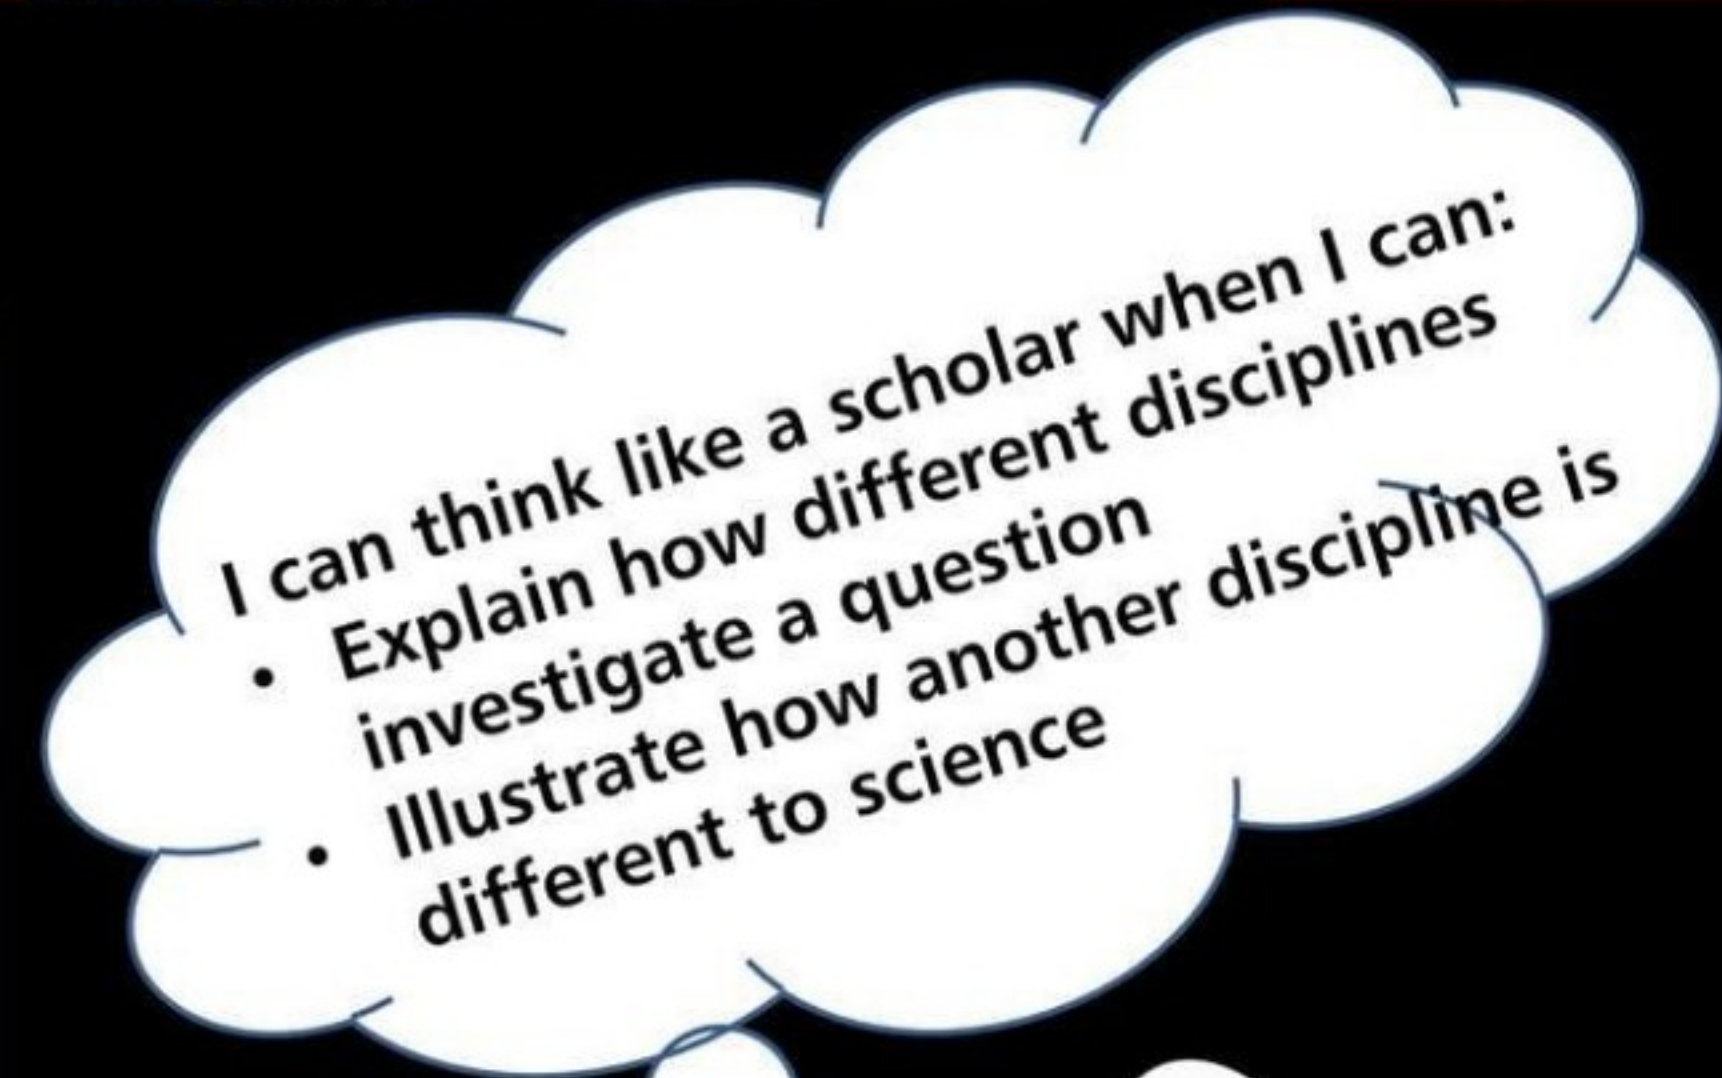 I can think like a scholar when I can:
• Explain how different disciplines
investigate a question
• Illustrate how another discipline is
different to science